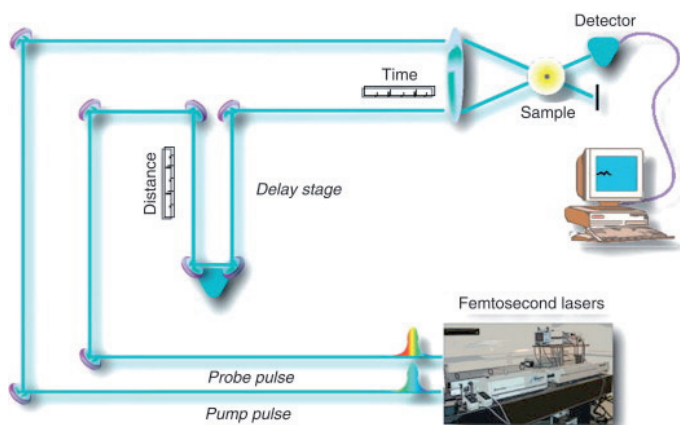 Detector
Time
Sample
Distance
Delay stage
Femtosecond lasers
Probe pulse
Pump pulse